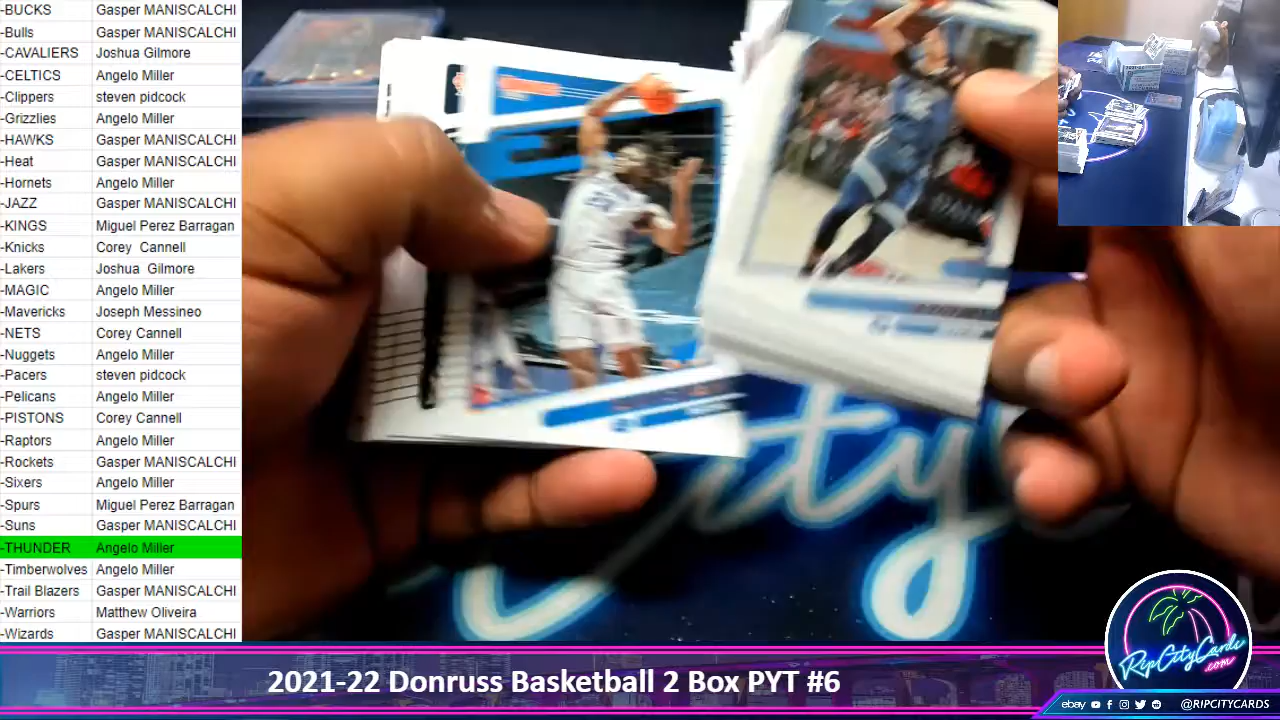 -BUCKS Gasper MANISCALCHI
-Bulls Gasper MANISCALCHI
-CAVALIERS Joshua Gilmore
-CELTICS Angelo Miller
-Clippers steven pidcock
-Grizzlies Angelo Miller
-HAWKS Gasper MANISCALCHI
-Heat Gasper MANISCALCHI
-Hornets Angelo Miller
-JAZZ Gasper MANISCALCHI
-KINGS Miguel Perez Barragan
-Knicks Corey Cannell
-Lakers Joshua Gilmore
-MAGIC Angelo Miller
-Mavericks Joseph Messineo
-NETS Corey Cannell
-Nuggets Angelo Miller
-Pacers steven pidcock
-Pelicans Angelo Miller
-PISTONS Corey Cannell
-Raptors Angelo Miller
-Rockets Gasper MANISCALCHI
-Sixers Angelo Miller
-Spurs Miguel Perez Barragan
-Suns Gasper MANISCALCHI
-THUNDER Angelo Miller
-Timberwolves Angelo Miller
-Trail Blazers Gasper MANISCALCHI
-Warriors Matthew Oliveira
-Wizards Gasper MANISCALCHI
City
RipCityCards
.com
2021-22 Donruss Basketball 2 Box PYT #6
ebay @RIPCITYCARDS